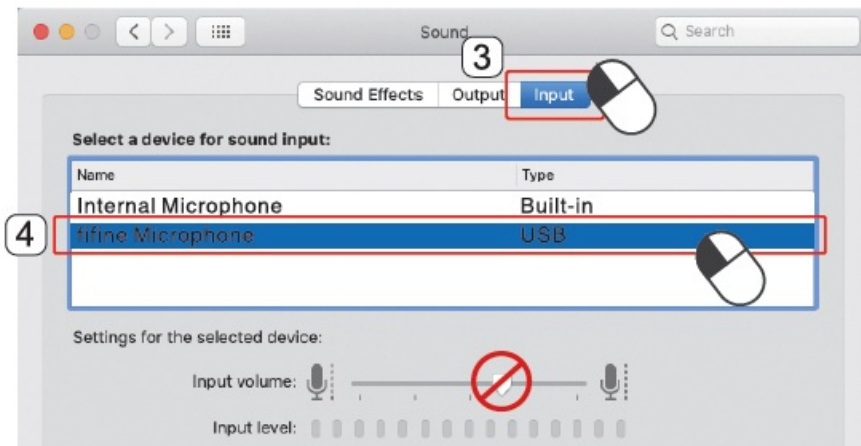 Sound
Search
3
Sound Effects Output Input
Select a device for sound input:
Name Type
Internal Microphone Built-in
4
fifine Microphone USB
Settings for the selected device:
Input volume:
Input level: